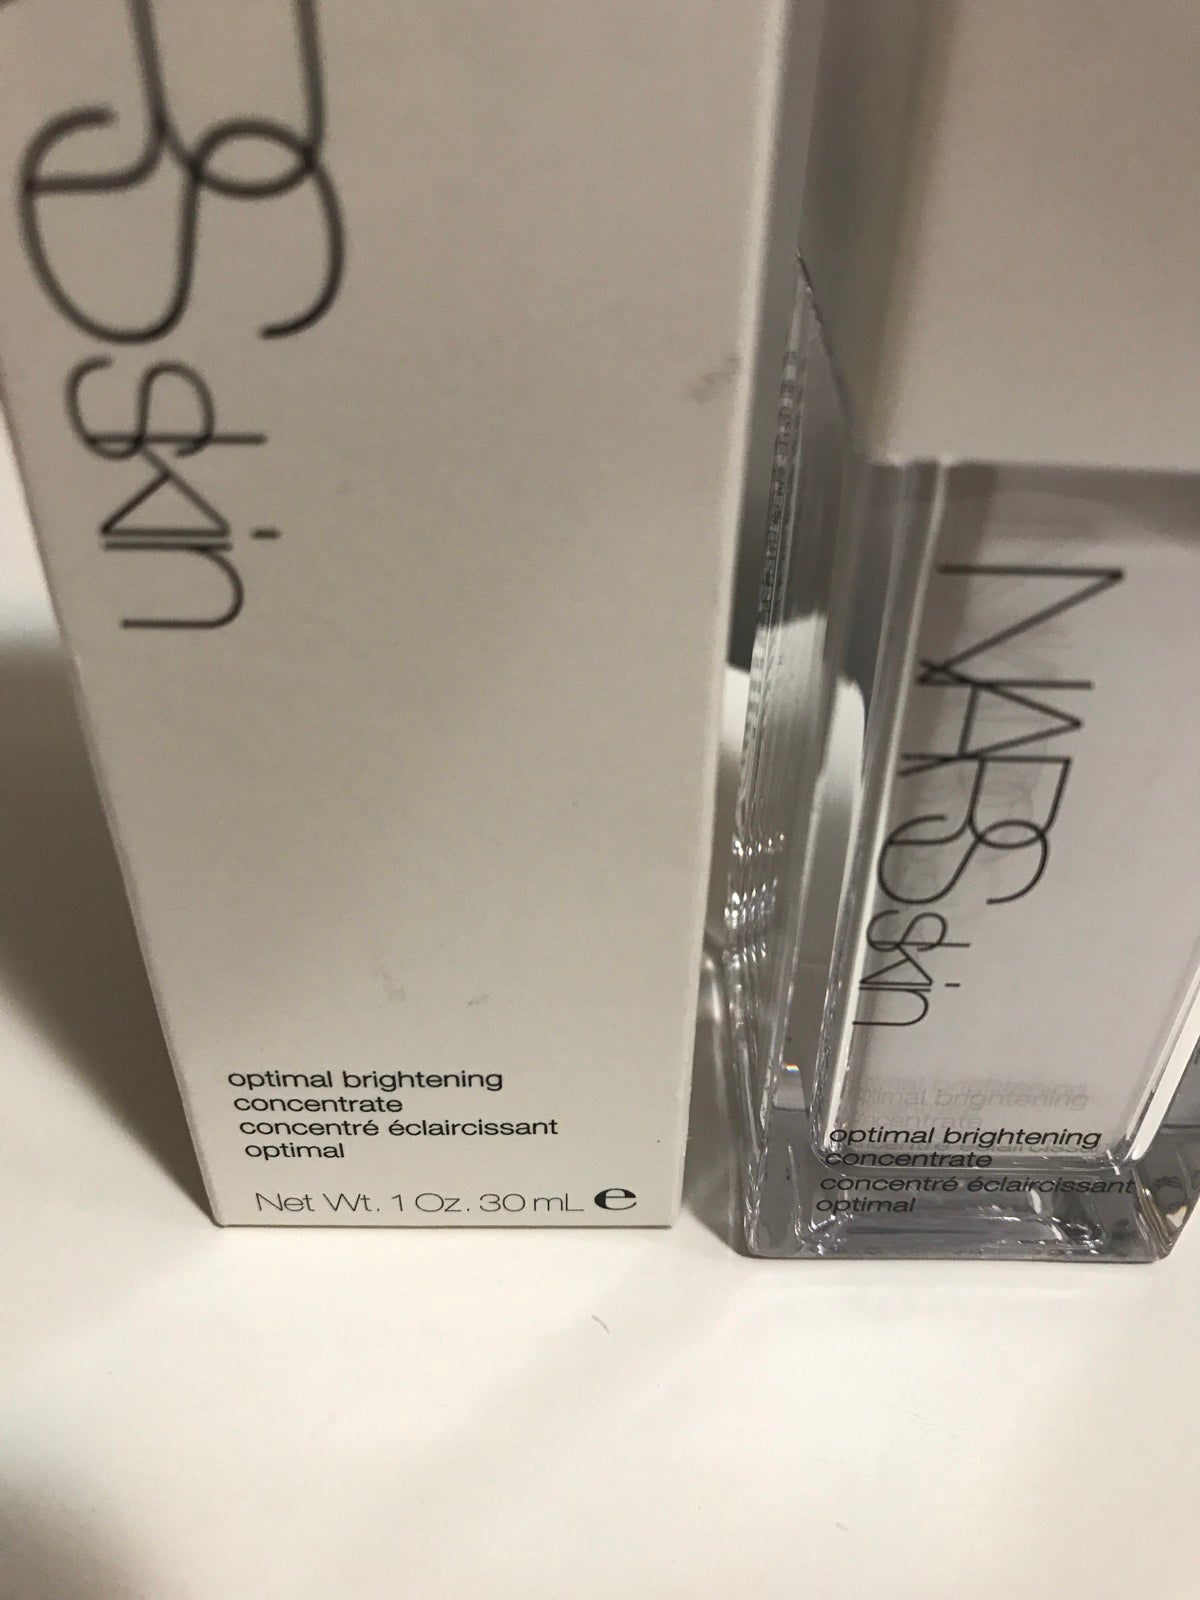 RS
skin
optimal brightening
concentrate
concentré éclaircissant
optimal
Net Wt. 1 Oz. 30 mL e
NARS
skin
optimal brightening
concentrate
concentré éclaircissant
optimal